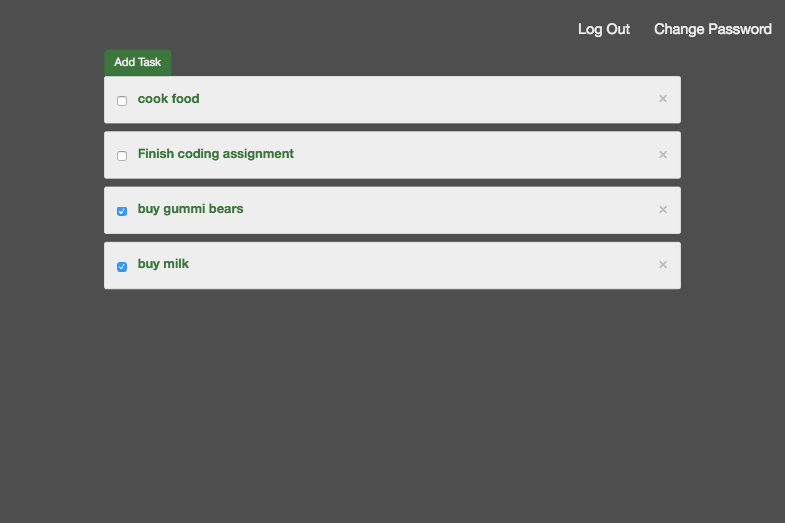 Log Out Change Password
Add Task
cook food ×
Finish coding assignment ×
buy gummi bears ×
buy milk ×